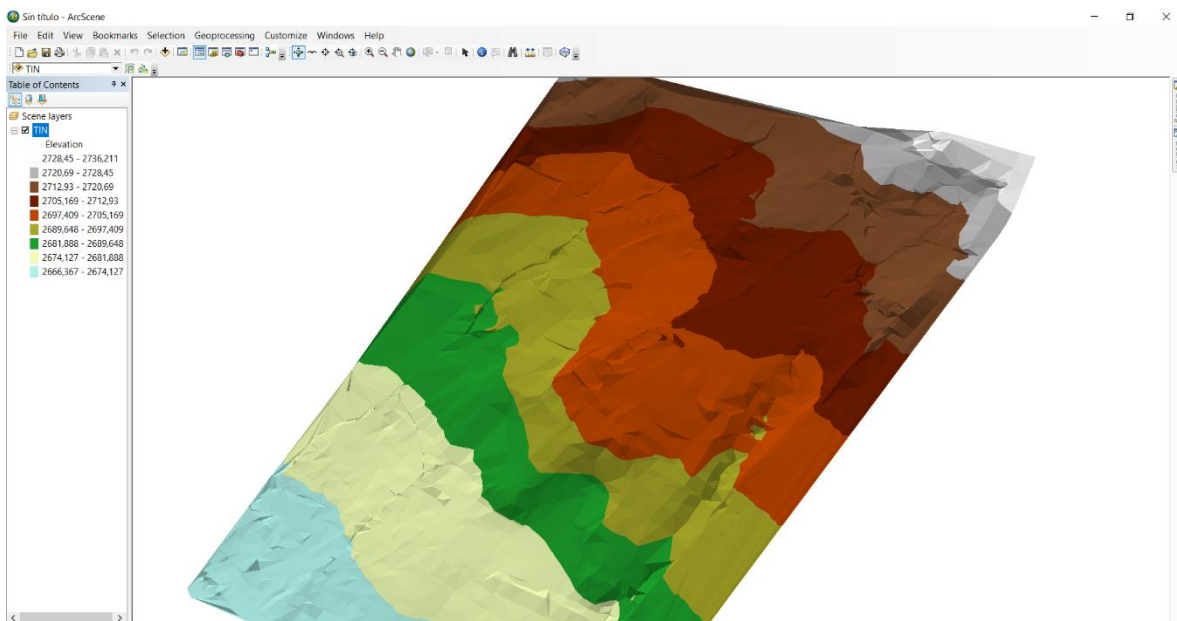 Sin título - ArcScene
File Edit View Bookmarks Selection Geoprocessing Customize Windows Help
TIN
Table of Contents
Scene layers
TIN
Elevation
2728,45 - 2736,211
2720,69 - 2728,45
2712,93 - 2720,69
2705,169 - 2712,93
2697,409 - 2705,169
2689,648 - 2697,409
2681,888 - 2689,648
2674,127 - 2681,888
2666,367 - 2674,127